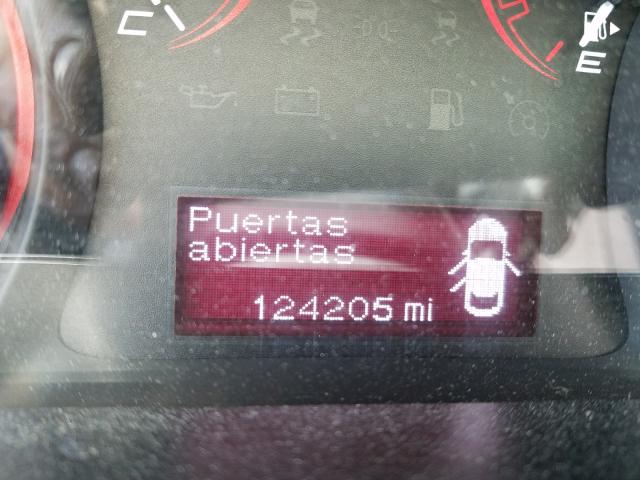 C
E
Puertas
abiertas
124205 mi